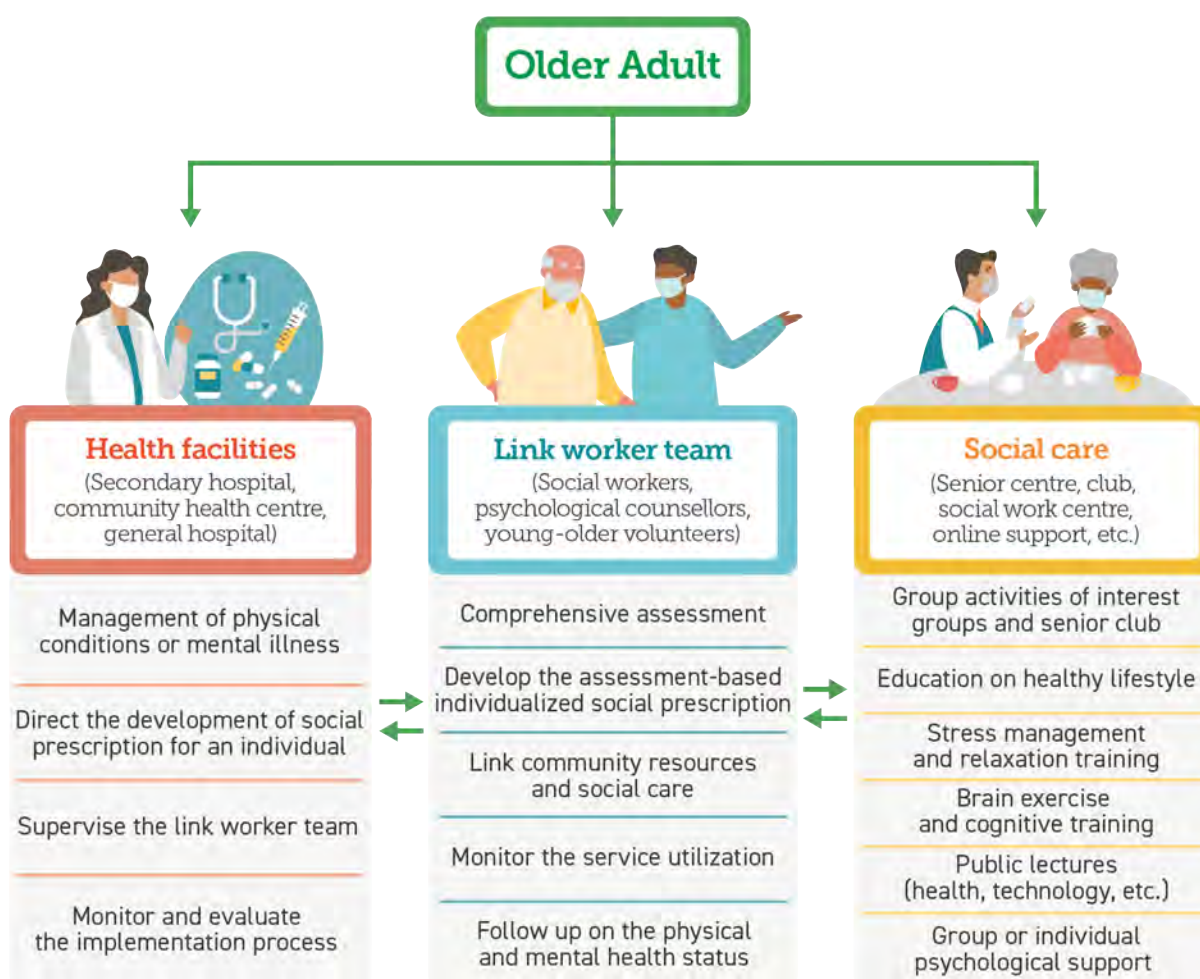 Older Adult
Health facilities
(Secondary hospital,
community health centre,
general hospital)
Management of physical
conditions or mental illness
Direct the development of social
prescription for an individual
Supervise the link worker team
Monitor and evaluate
the implementation process
Link worker team
(Social workers,
psychological counsellors,
young-older volunteers)
Comprehensive assessment
Develop the assessment-based
individualized social prescription
Link community resources
and social care
Monitor the service utilization
Follow up on the physical
and mental health status
Social care
(Senior centre, club,
social work centre,
online support, etc.)
Group activities of interest
groups and senior club
Education on healthy lifestyle
Stress management
and relaxation training
Brain exercise
and cognitive training
Public lectures
(health, technology, etc.)
Group or individual
psychological support